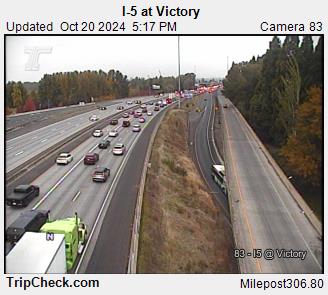 I-5 at Victory
Updated Oct 20 2024 5:17 PM Camera 83
83 - I5 @ Victory
TripCheck.com Milepost306.80